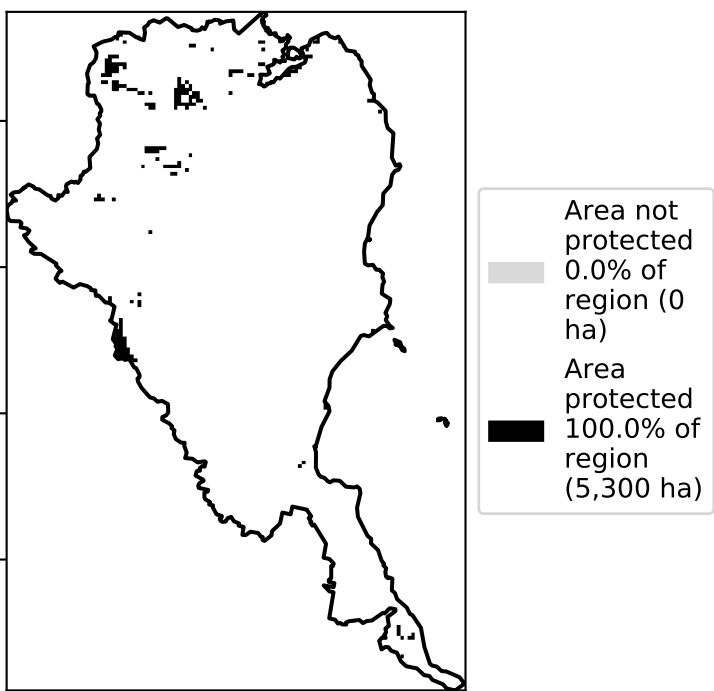 Area not
protected
0.0% of
region (0
ha)
Area
protected
100.0% of
region
(5,300 ha)